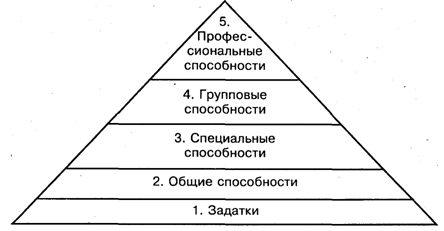 5.
Профес-
сиональные
способности
4. Групповые
способности
3. Специальные
способности
2. Общие способности
1. Задатки